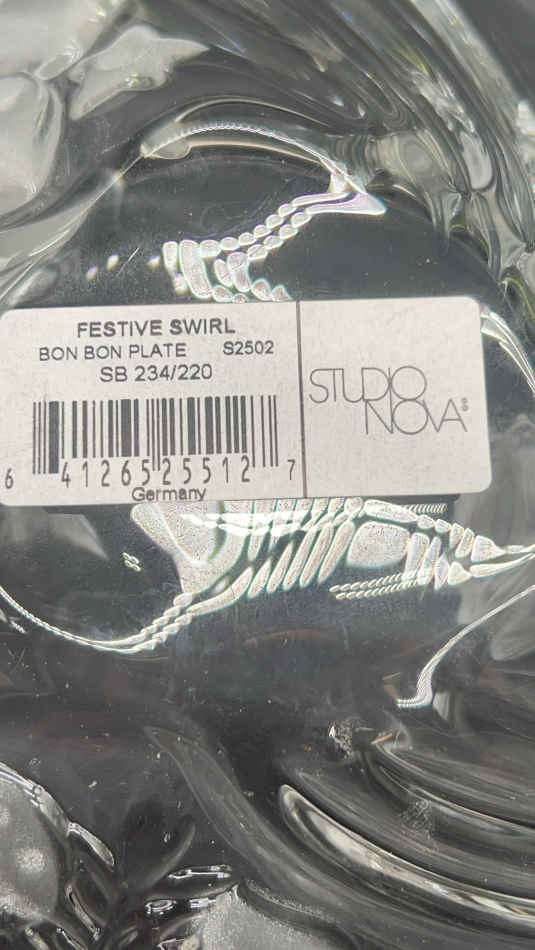 FESTIVE SWIRL
BON BON PLATE S2502
SB 234/220
6 41265 25512 7
Germany
STUDIO
NOVA®